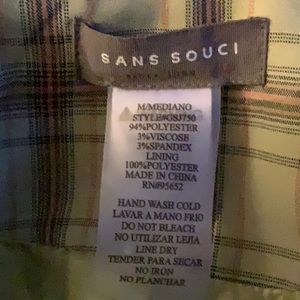 SANS SOUCI
M/MEDIANO
STYLE#GSJ750
94%POLYESTER
3%VISCOSE
3%SPANDEX
LINING
100%POLYESTER
MADE IN CHINA
RN#95652
HAND WASH COLD
LAVAR A MANO FRIO
DO NOT BLEACH
NO UTILIZAR LEJIA
LINE DRY
TENDER PARA SECAR
NO IRON
NO PLANCHAR